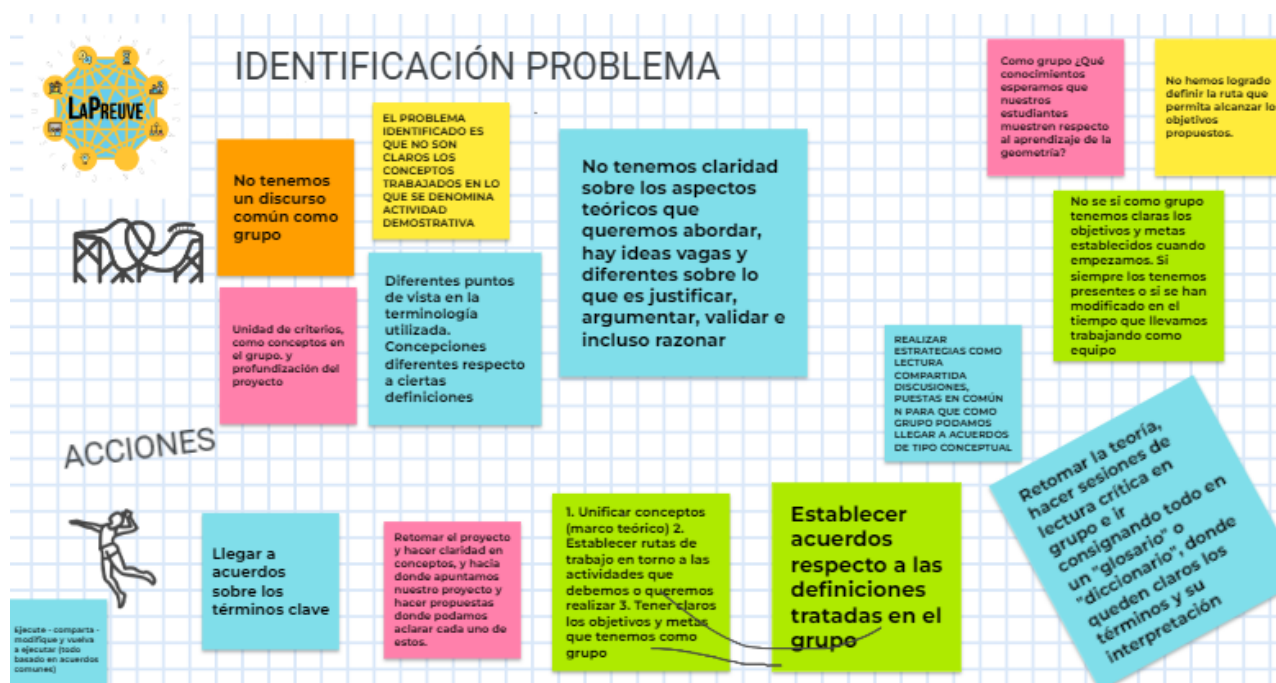 LAPREUVE
IDENTIFICACIÓN PROBLEMA
No tenemos
un discurso
común como
grupo
EL PROBLEMA
IDENTIFICADO ES
QUE NO SON
CLAROS LOS
CONCEPTOS
TRABAJADOS EN LO
QUE SE DENOMINA
ACTIVIDAD
DEMOSTRATIVA
No tenemos claridad
sobre los aspectos
teóricos que
queremos abordar,
hay ideas vagas y
diferentes sobre lo
que es justificar,
argumentar, validar e
incluso razonar
Como grupo ¿Qué
conocimientos
esperamos que
nuestros
estudiantes
muestren respecto
al aprendizaje de la
geometría?
No hemos logrado
definir la ruta que
permita alcanzar lo
objetivos
propuestos.
Unidad de criterios,
como conceptos en
el grupo. y
profundización del
proyecto
Diferentes puntos
de vista en la
terminología
utilizada.
Concepciones
diferentes respecto
a ciertas
definiciones
No se si como grupo
tenemos claras los
objetivos y metas
establecidos cuando
empezamos. Si
siempre los tenemos
presentes o si se han
modificado en el
tiempo que llevamos
trabajando como
equipo
REALIZAR
ESTRATEGIAS COMO
LECTURA
COMPARTIDA
DISCUSIONES,
PUESTAS EN COMÚN
N PARA QUE COMO
GRUPO PODAMOS
LLEGAR A ACUERDOS
DE TIPO CONCEPTUAL
ACCIONES
Ejecute - comparta -
modifique y vuelva
a ejecutar (todo
basado en acuerdos
comunes)
Llegar a
acuerdos
sobre los
términos clave
Retomar el proyecto
y hacer claridad en
conceptos, y hacia
donde apuntamos
nuestro proyecto y
hacer propuestas
donde podamos
aclarar cada uno de
estos.
1. Unificar conceptos
(marco teórico) 2.
Establecer rutas de
trabajo en torno a las
actividades que
debemos o queremos
realizar 3. Tener claros
los objetivos y metas
que tenemos como
grupo
Establecer
acuerdos
respecto a las
definiciones
tratadas en el
grupo
Retomar la teoría,
hacer sesiones de
lectura crítica en
grupo e ir
consignando todo en
un "glosario" o
"diccionario", donde
queden claros los
términos y su
interpretación